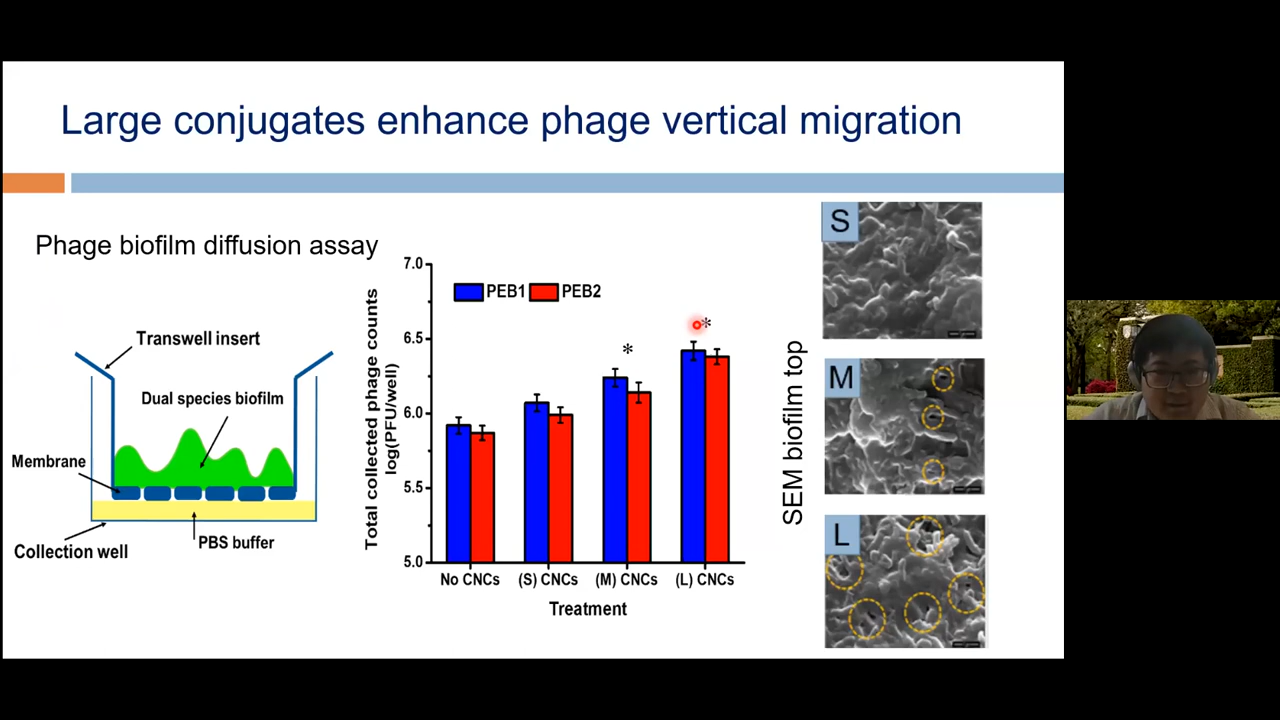 Large conjugates enhance phage vertical migration
Phage biofilm diffusion assay
Transwell insert
Dual species biofilm
Membrane
Collection well
PBS buffer
Total collected phage counts
log(PFU/well)
7.0
6.5
6.0
5.5
5.0
PEB1 PEB2
*
*
No CNCs (S) CNCs (M) CNCs (L) CNCs
Treatment
SEM biofilm top
S
M
L